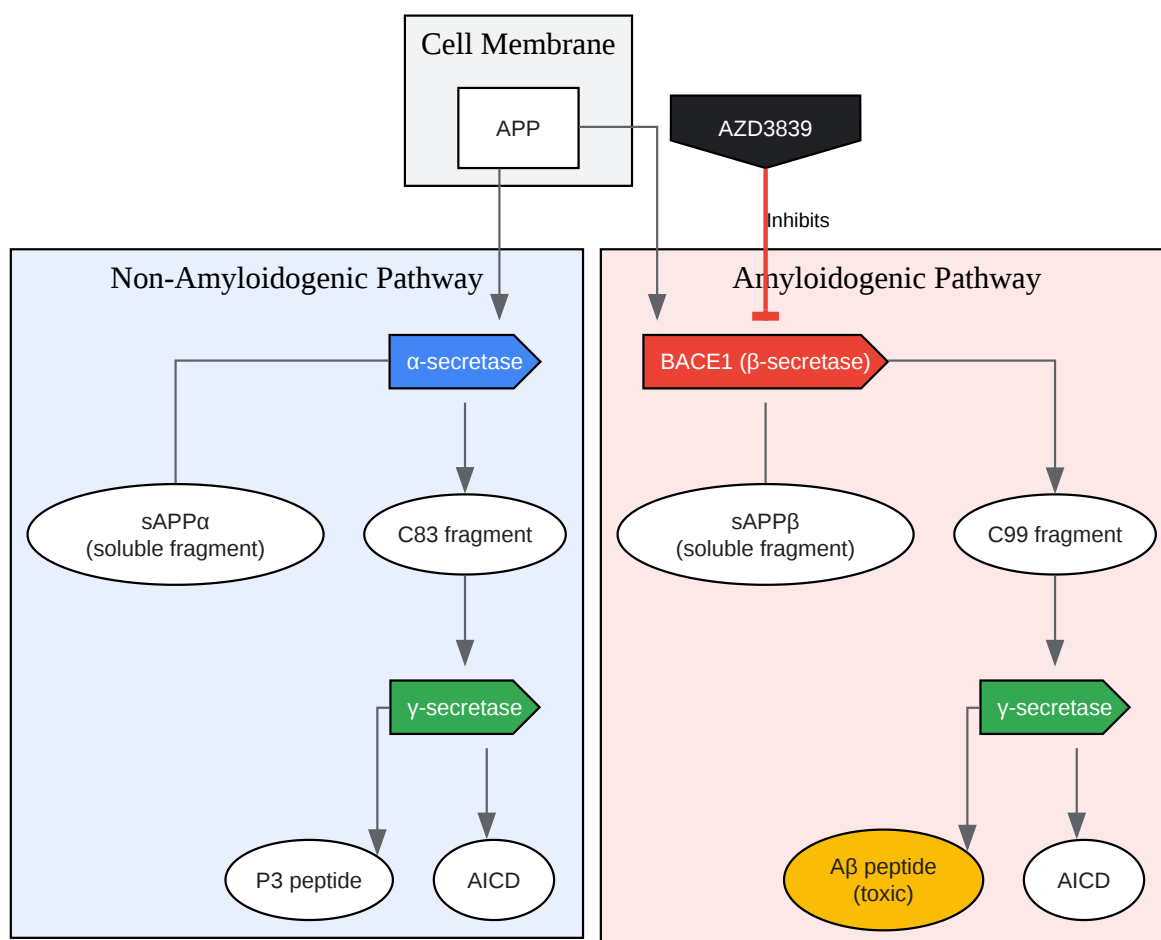 Cell Membrane
APP
AZD3839
Inhibits
Non-Amyloidogenic Pathway
α-secretase
sAPPα
(soluble fragment)
C83 fragment
γ-secretase
P3 peptide
AICD
Amyloidogenic Pathway
BACE1 (β-secretase)
sAPPβ
(soluble fragment)
C99 fragment
γ-secretase
Aβ peptide
(toxic)
AICD